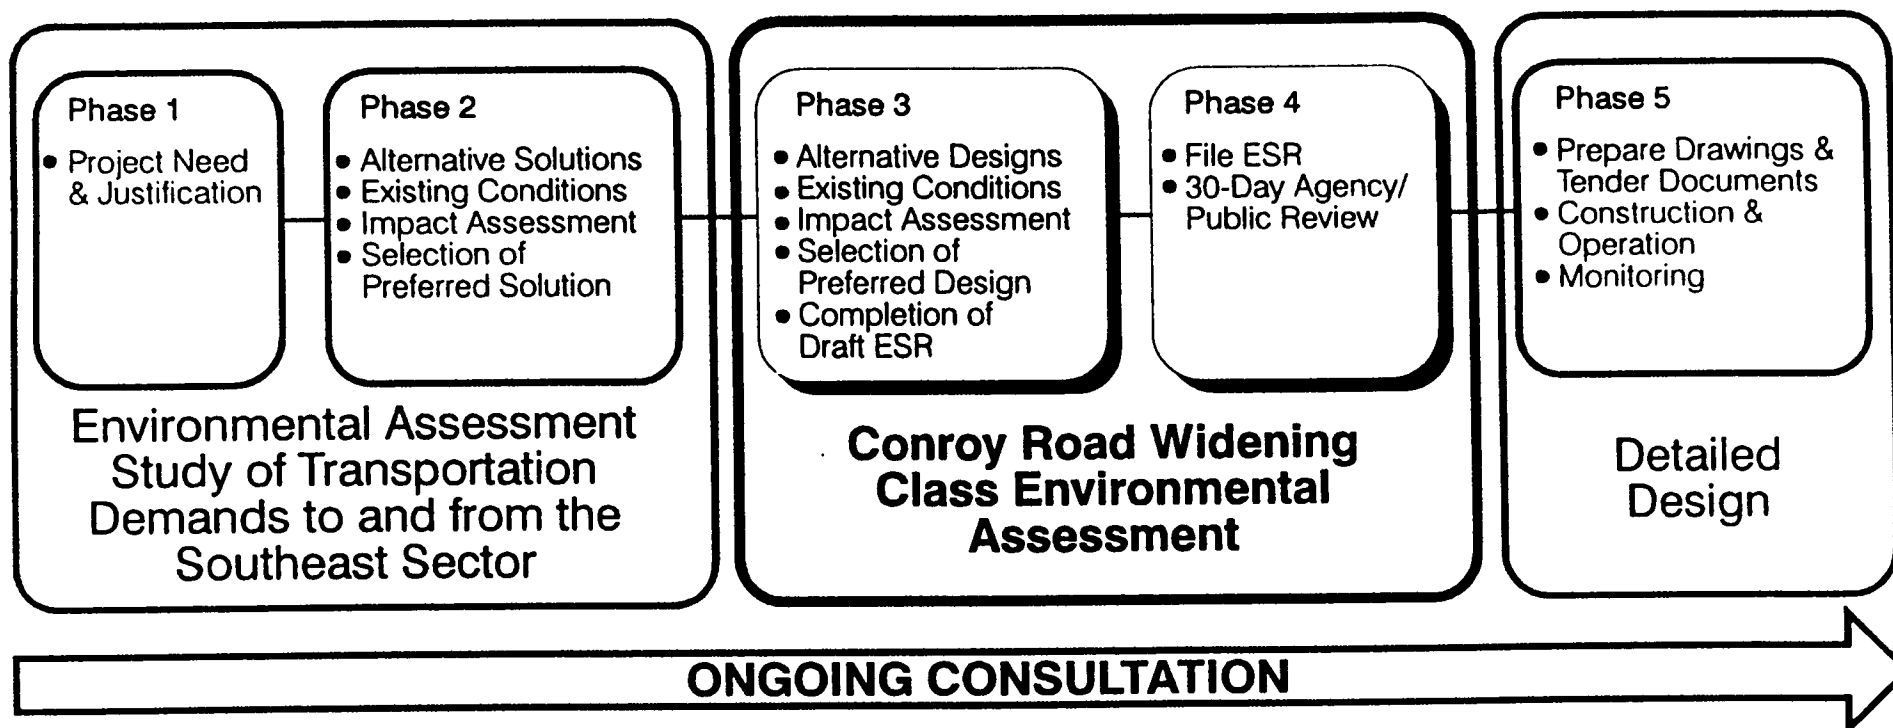 Phase 1
• Project Need
& Justification
Phase 2
• Alternative Solutions
• Existing Conditions
• Impact Assessment
• Selection of
Preferred Solution
Environmental Assessment
Study of Transportation
Demands to and from the
Southeast Sector
Phase 3
• Alternative Designs
• Existing Conditions
• Impact Assessment
• Selection of
Preferred Design
• Completion of
Draft ESR
Phase 4
• File ESR
• 30-Day Agency/
Public Review
Conroy Road Widening
Class Environmental
Assessment
Phase 5
• Prepare Drawings &
Tender Documents
• Construction &
Operation
• Monitoring
Detailed
Design
ONGOING CONSULTATION